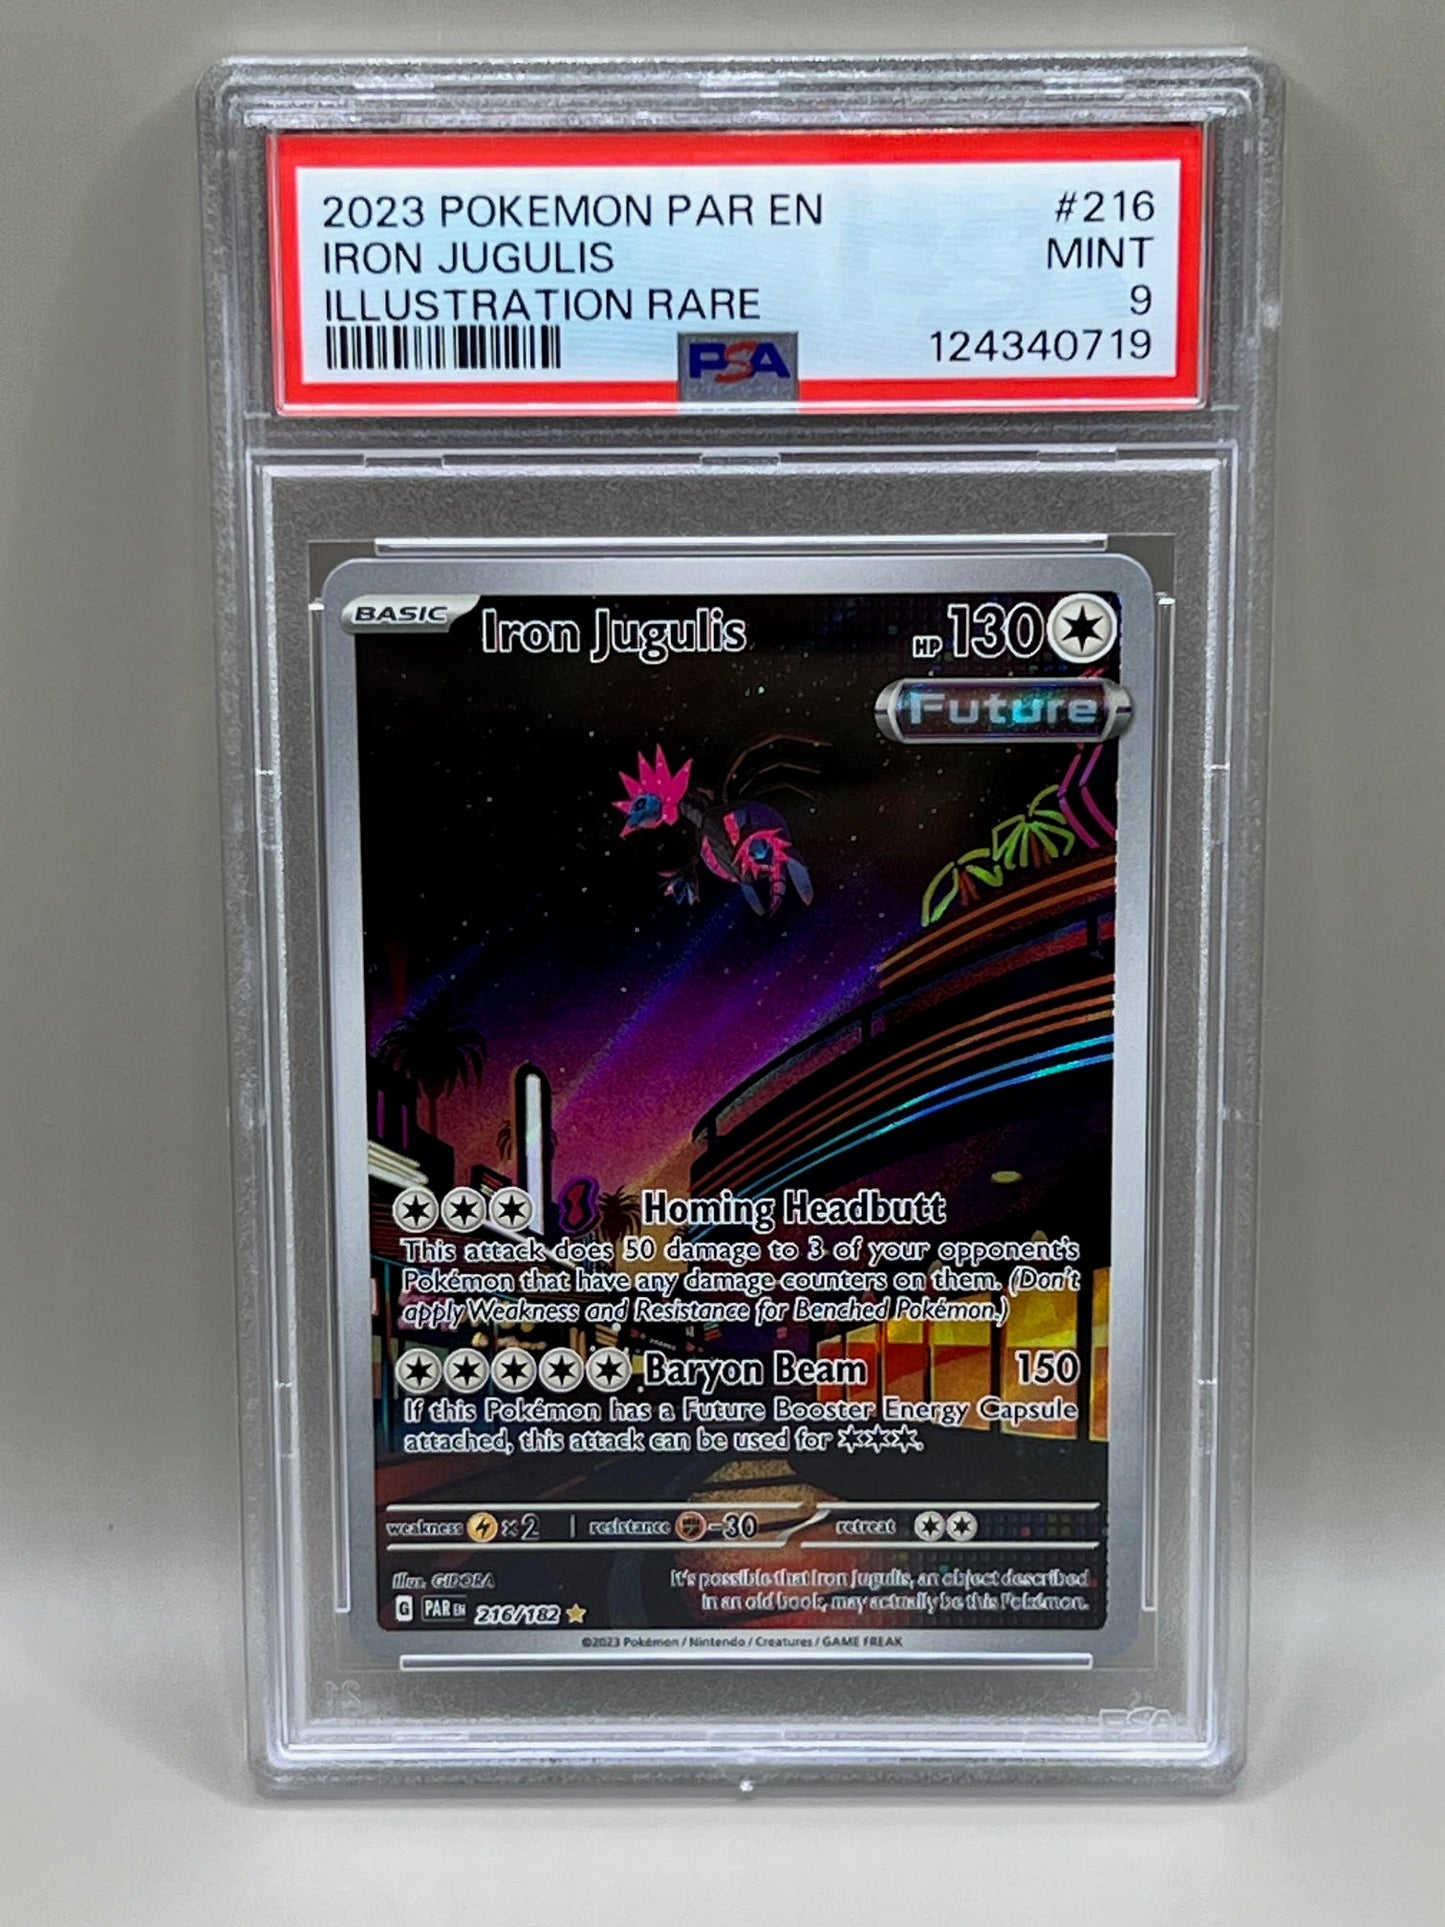 2023 POKEMON PAR EN #216
IRON JUGULIS MINT
ILLUSTRATION RARE 9
PSA 124340719
BASIC Iron Jugulis HP 130
Future
Homing Headbutt
This attack does 50 damage to 3 of your opponent's
Pokémon that have any damage counters on them. (Don't
apply Weakness and Resistance for Benched Pokémon.)
Baryon Beam 150
If this Pokémon has a Future Booster Energy Capsule
attached, this attack can be used for ✶✶✶.
weakness ×2 resistance -30 retreat
Illus. GIDORA It's possible that Iron Jugulis, an object described
in an old book, may actually be this Pokémon.
G PAR EN 216/182
©2023 Pokémon / Nintendo / Creatures / GAME FREAK
PSA